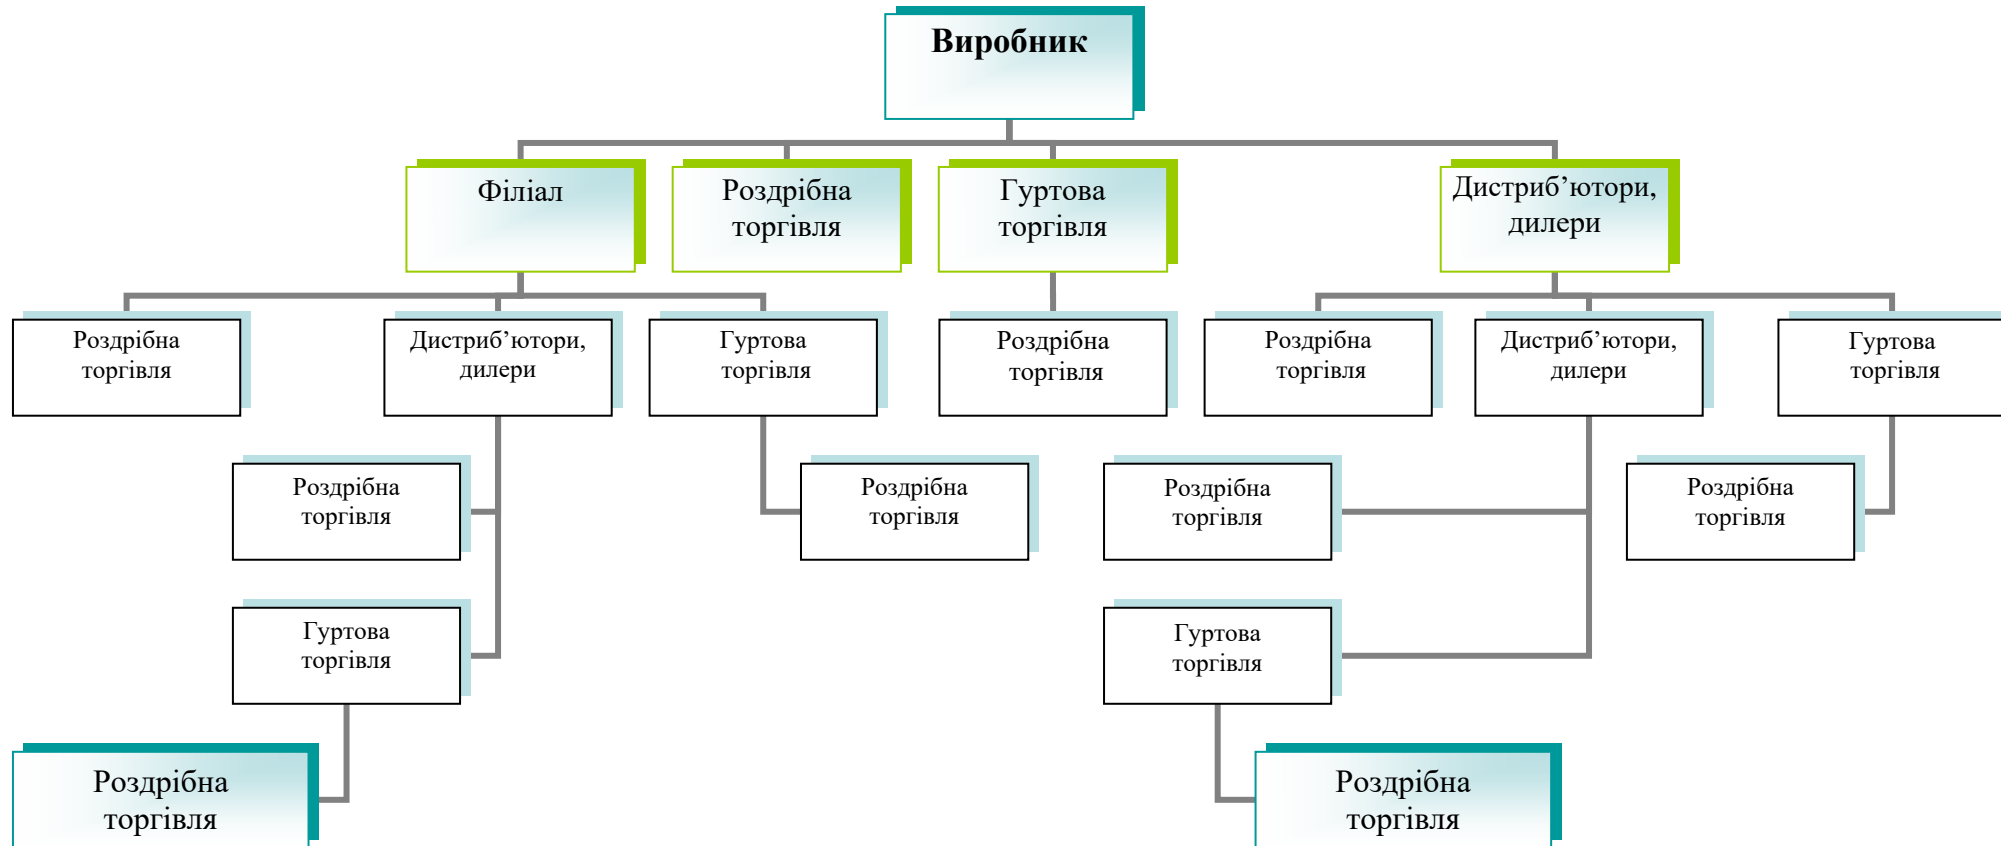 Виробник
Філіал
Роздрібна
торгівля
Гуртова
торгівля
Дистриб’ютори,
дилери
Роздрібна
торгівля
Дистриб’ютори,
дилери
Гуртова
торгівля
Роздрібна
торгівля
Роздрібна
торгівля
Дистриб’ютори,
дилери
Гуртова
торгівля
Роздрібна
торгівля
Роздрібна
торгівля
Роздрібна
торгівля
Роздрібна
торгівля
Гуртова
торгівля
Гуртова
торгівля
Роздрібна
торгівля
Роздрібна
торгівля